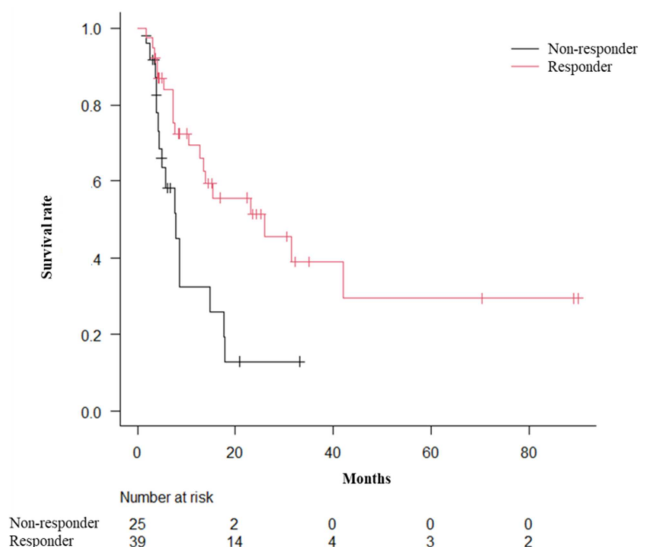 Non-responder
Responder
Survival rate
1.0
0.8
6
.4
0.2
0.0
0 20 40 60 80
Months
Number at risk
Non-responder 25 2 0 0 0
Responder 39 14 4 3 2